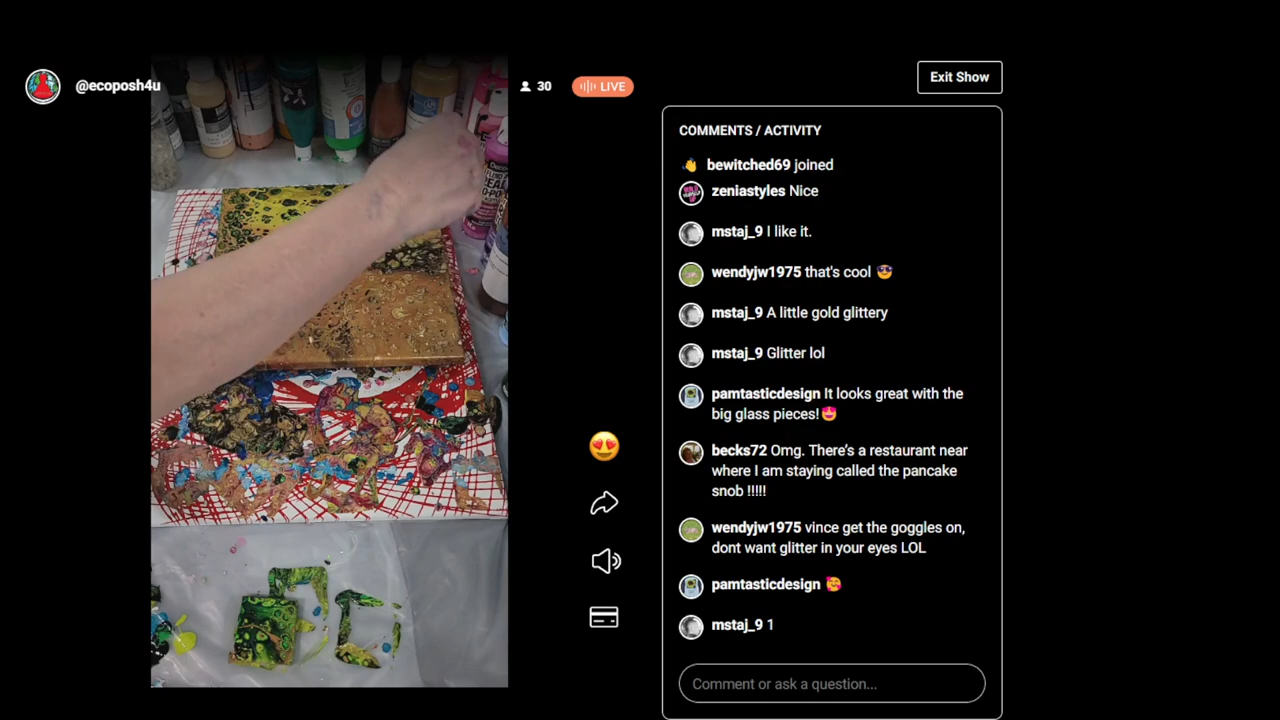 @ecoposh4u
30
LIVE
Exit Show
COMMENTS / ACTIVITY
bewitched69 joined
zeniastyles Nice
mstaj_9 I like it.
wendyjw1975 that's cool 😎
mstaj_9 A little gold glittery
mstaj_9 Glitter lol
pamtasticdesign It looks great with the
big glass pieces!😍
becks72 Omg. There’s a restaurant near
where I am staying called the pancake
snob !!!!!
wendyjw1975 vince get the goggles on,
dont want glitter in your eyes LOL
pamtasticdesign 🥰
mstaj_9 1
Comment or ask a question...